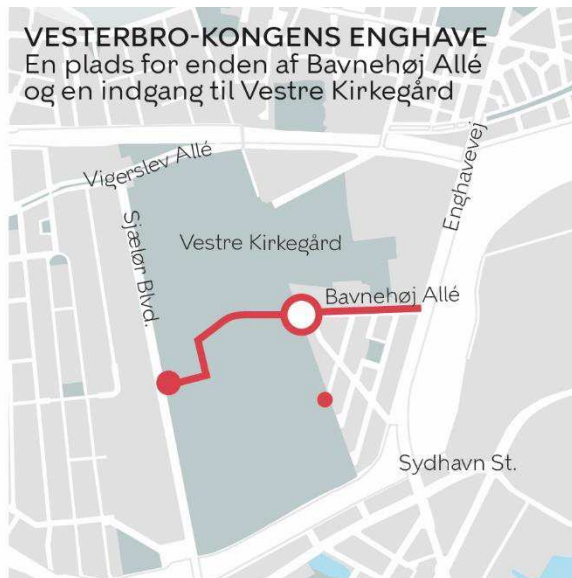 VESTERBRO-KONGENS ENGHAVE
En plads for enden af Bavnehøj Allé
og en indgang til Vestre Kirkegård
Vigerslev Allé
Enghavevej
Sjælør Blvd.
Vestre Kirkegård
Bavnehøj Allé
Sydhavn St.